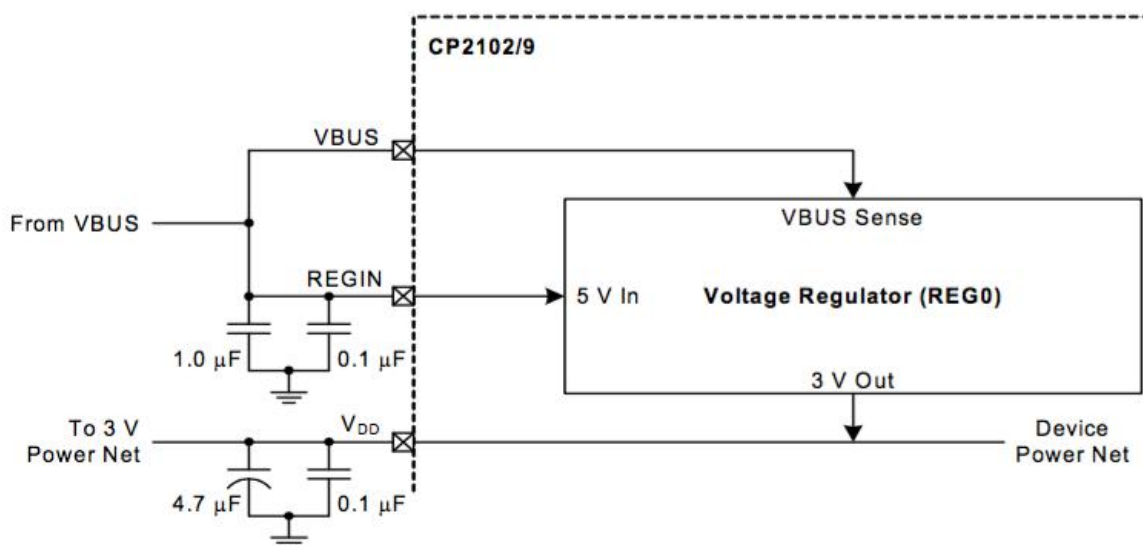 CP2102/9
VBUS
From VBUS
VBUS Sense
REGIN
5 V In
Voltage Regulator (REG0)
1.0 μF
0.1 μF
3 V Out
To 3 V
Power Net
VDD
Device
Power Net
4.7 μF
0.1 μF